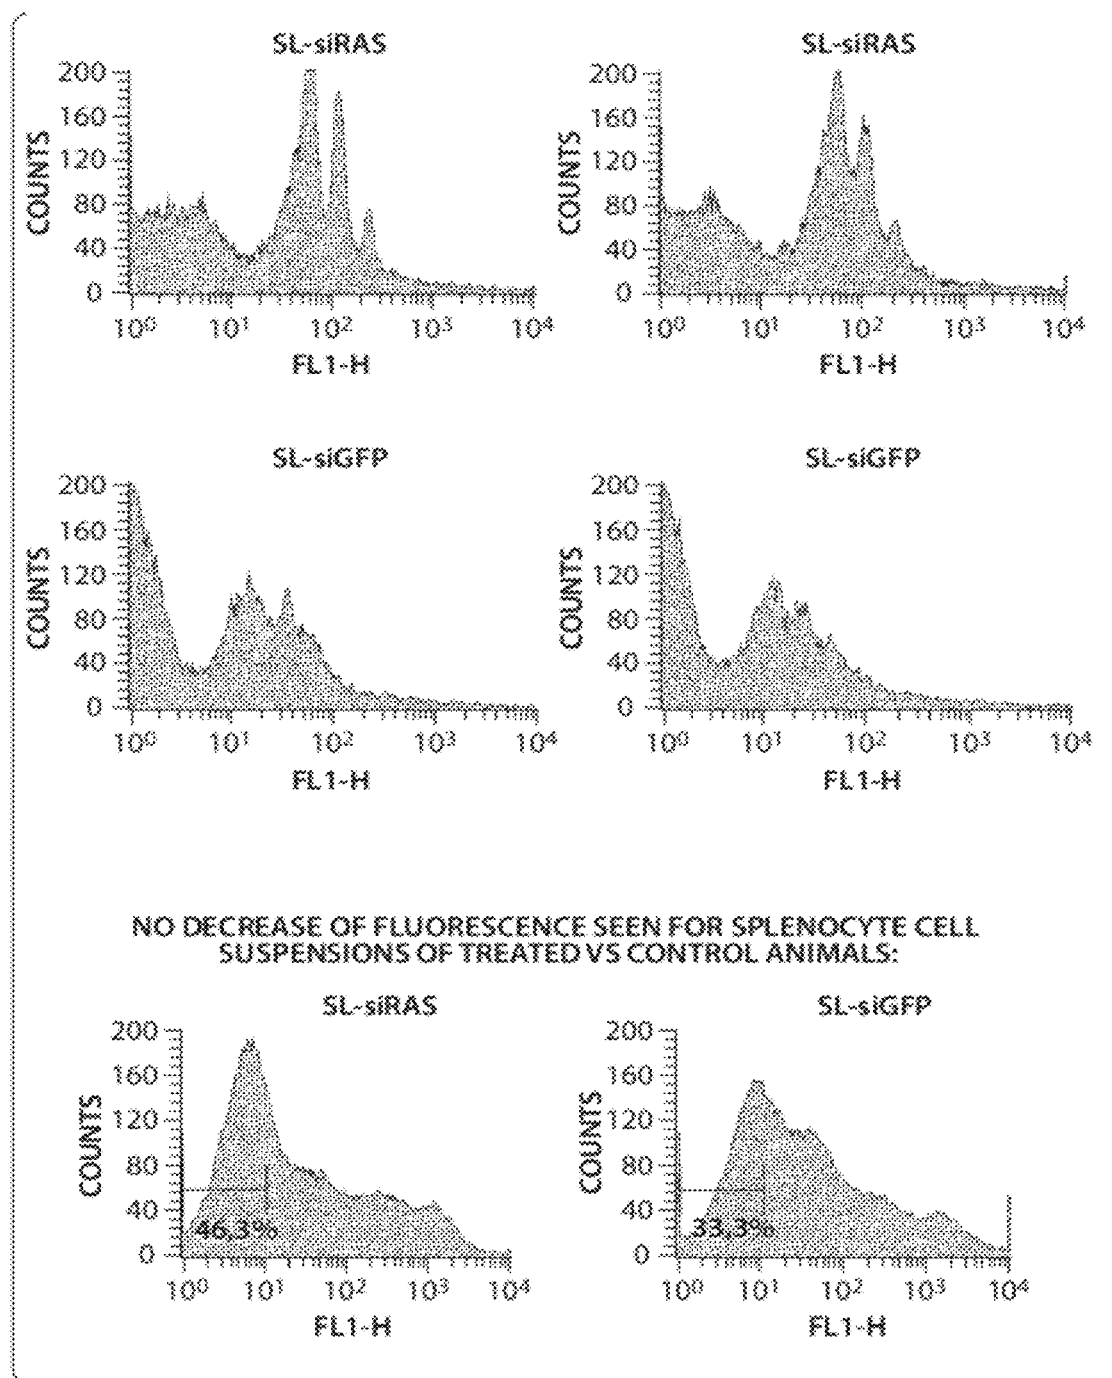 SL-siRAS SL-siRAS
200 200
160 160
120 120
80 80
40 40
0 0
COUNTS COUNTS
10⁰ 10¹ 10² 10³ 10⁴ 10⁰ 10¹ 10² 10³ 10⁴
FL1-H FL1-H
SL-siGFP SL-siGFP
200 200
160 160
120 120
80 80
40 40
0 0
COUNTS COUNTS
10⁰ 10¹ 10² 10³ 10⁴ 10⁰ 10¹ 10² 10³ 10⁴
FL1-H FL1-H
NO DECREASE OF FLUORESCENCE SEEN FOR SPLENOCYTE CELL
SUSPENSIONS OF TREATED VS CONTROL ANIMALS:
SL-siRAS SL-siGFP
200 200
160 160
120 120
80 80
40 40
0 0
COUNTS COUNTS
46,3% 33,3%
10⁰ 10¹ 10² 10³ 10⁴ 10⁰ 10¹ 10² 10³ 10⁴
FL1-H FL1-H